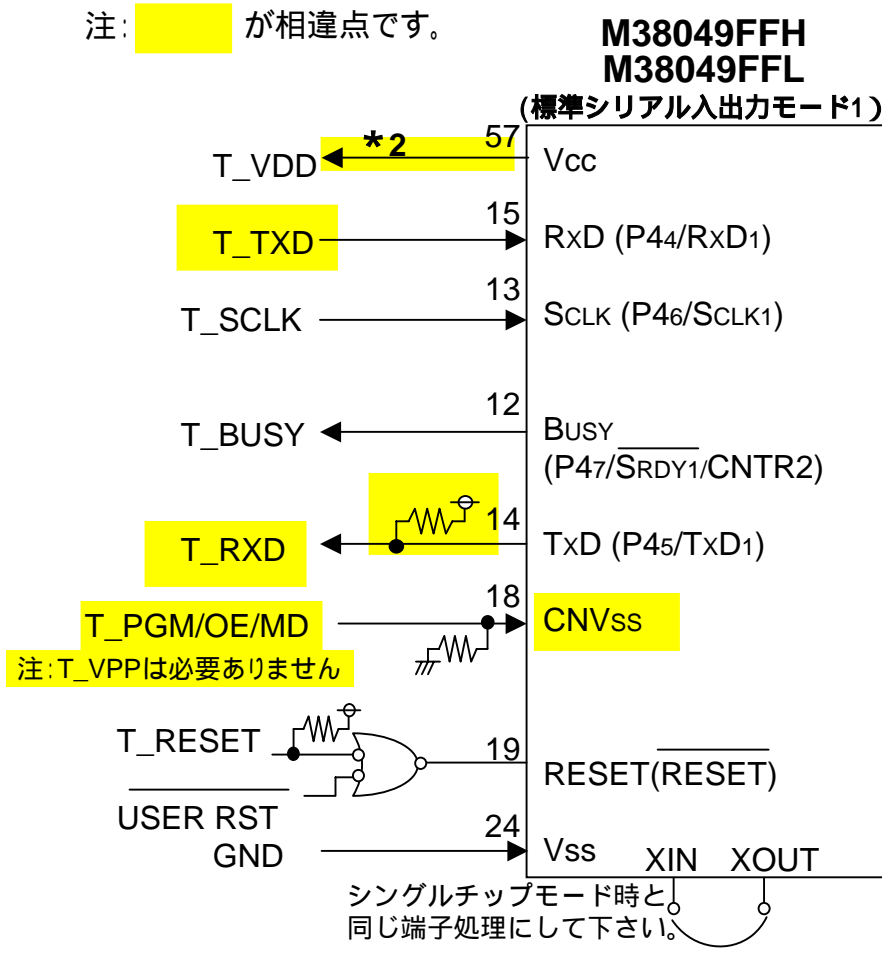 注: が相違点です。
M38049FFH
M38049FFL
(標準シリアル入出力モード1)
T_VDD *2 57 Vcc
T_TXD 15 RxD (P44/RxD1)
T_SCLK 13 SCLK (P46/SCLK1)
T_BUSY 12 BUSY
(P47/SRDY1/CNTR2)
T_RXD 14 TxD (P45/TxD1)
T_PGM/OE/MD 18 CNVss
注:T_VPPは必要ありません
T_RESET 19 RESET(RESET)
USER RST
GND 24 Vss XIN XOUT
シングルチップモード時と
同じ端子処理にして下さい。